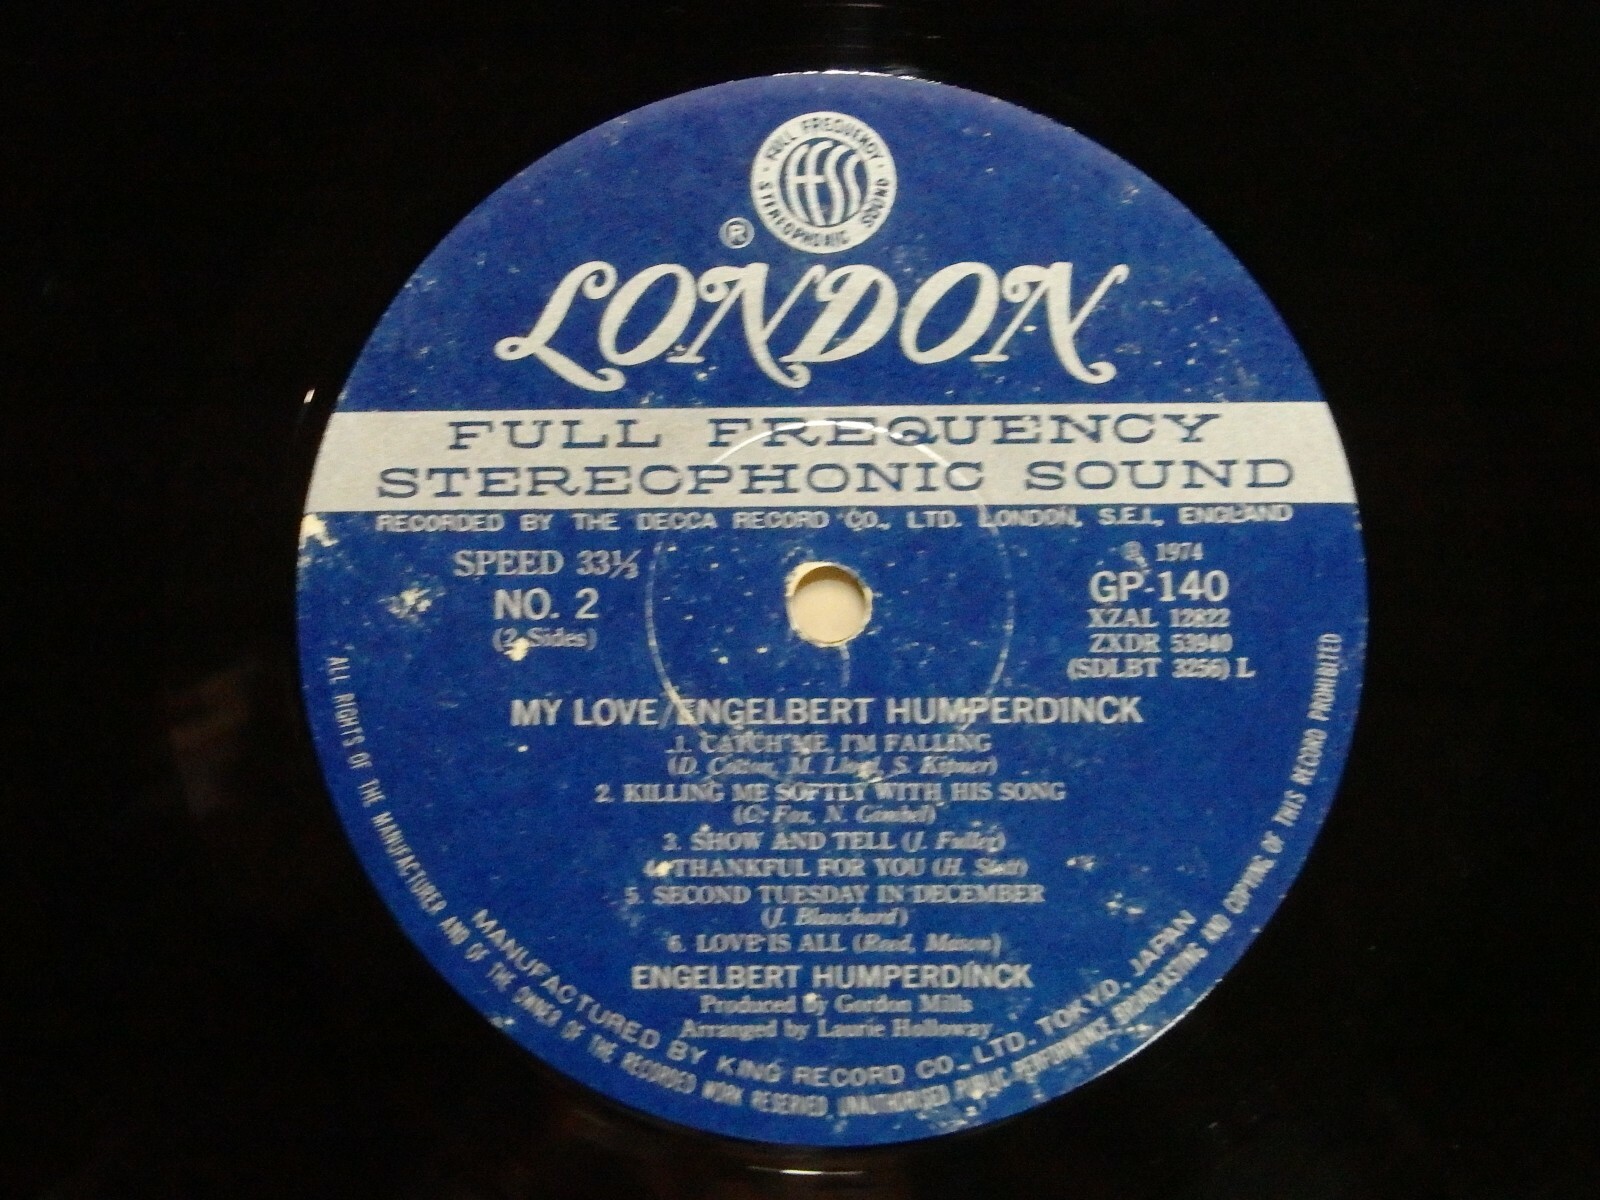 FULL FREQUENCY STEREOPHONIC SOUND
FFSS
®
LONDON
FULL FREQUENCY
STEREOPHONIC SOUND
RECORDED BY THE DECCA RECORD CO., LTD. LONDON, S.E.1, ENGLAND
SPEED 33⅓
NO. 2
(2 Sides)
℗ 1974
GP-140
XZAL 12822
ZXDR 53940
(SDLBT 3256) L
MY LOVE/ENGELBERT HUMPERDINCK
1. CATCH ME, I'M FALLING
(D. Cotton, M. Lloyd, S. Kipner)
2. KILLING ME SOFTLY WITH HIS SONG
(C. Fox, N. Gimbel)
3. SHOW AND TELL (J. Fuller)
4. THANKFUL FOR YOU (H. Stott)
5. SECOND TUESDAY IN DECEMBER
(J. Blanchard)
6. LOVE IS ALL (Reed, Mason)
ENGELBERT HUMPERDINCK
Produced by Gordon Mills
Arranged by Laurie Holloway
MANUFACTURED BY KING RECORD CO., LTD. TOKYO, JAPAN
ALL RIGHTS OF THE MANUFACTURER AND OF THE OWNER OF THE RECORDED WORK RESERVED. UNAUTHORISED PUBLIC PERFORMANCE BROADCASTING AND COPYING OF THIS RECORD PROHIBITED